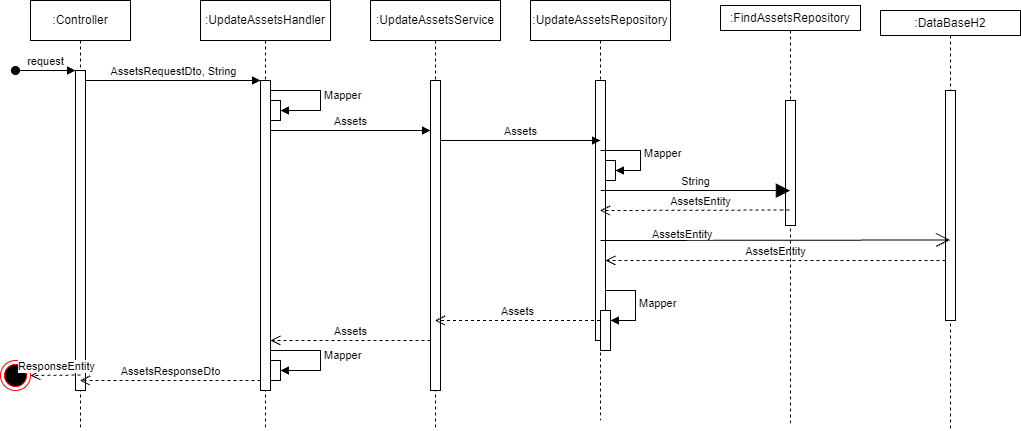 :Controller
:UpdateAssetsHandler
:UpdateAssetsService
:UpdateAssetsRepository
:FindAssetsRepository
:DataBaseH2
request
AssetsRequestDto, String
Mapper
Assets
Assets
Mapper
String
AssetsEntity
AssetsEntity
AssetsEntity
Mapper
Assets
Assets
Mapper
ResponseEntity
AssetsResponseDto